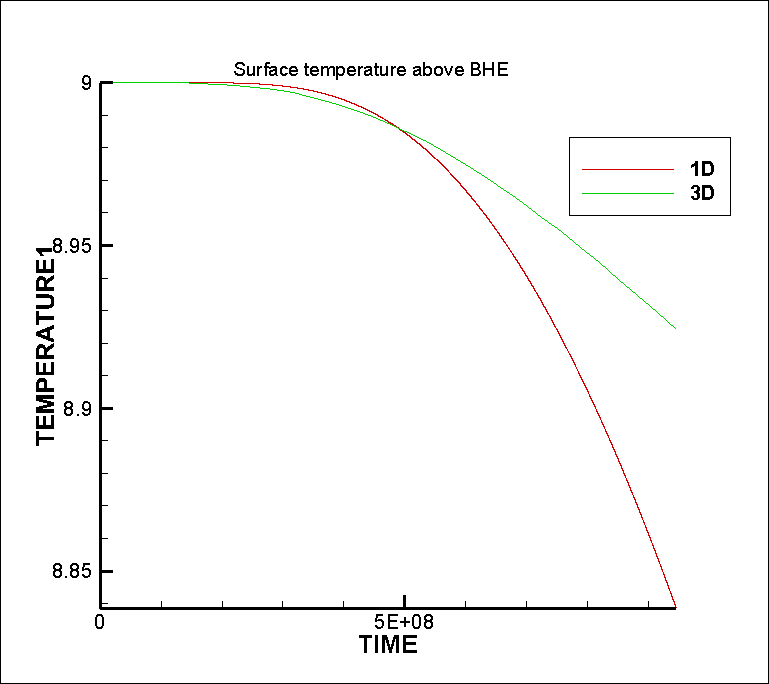 Surface temperature above BHE
9
8.95
8.9
8.85
TEMPERATURE1
1D
3D
0
5E+08
TIME